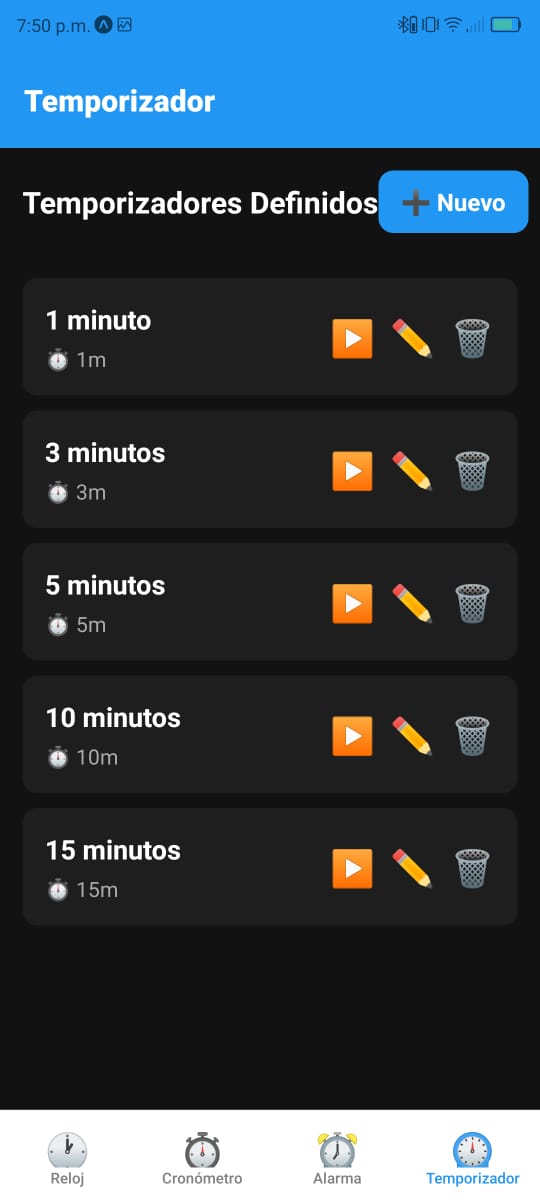 7:50 p.m.
Temporizador
Temporizadores Definidos
➕ Nuevo
1 minuto
1m
3 minutos
3m
5 minutos
5m
10 minutos
10m
15 minutos
15m
Reloj
Cronómetro
Alarma
Temporizador